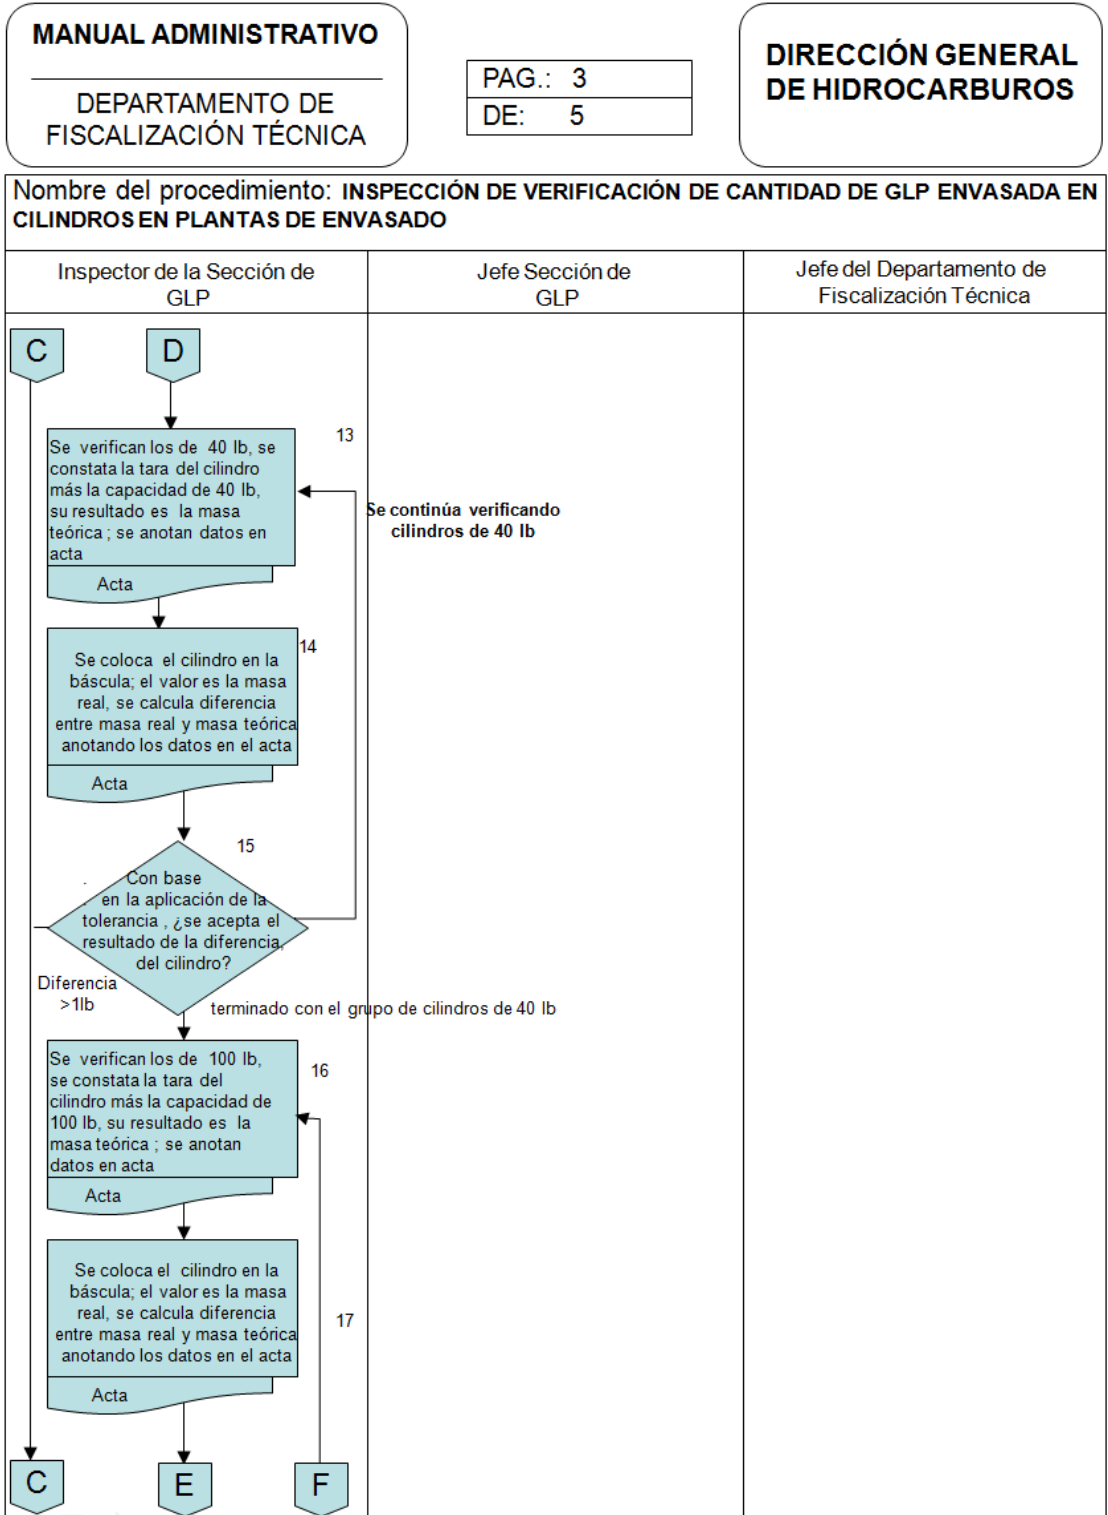 MANUAL ADMINISTRATIVO
DEPARTAMENTO DE
FISCALIZACIÓN TÉCNICA
PAG.: 3
DE: 5
DIRECCIÓN GENERAL
DE HIDROCARBUROS
Nombre del procedimiento: INSPECCIÓN DE VERIFICACIÓN DE CANTIDAD DE GLP ENVASADA EN
CILINDROS EN PLANTAS DE ENVASADO
Inspector de la Sección de
GLP
Jefe Sección de
GLP
Jefe del Departamento de
Fiscalización Técnica
C
D
13
Se verifican los de 40 lb, se
constata la tara del cilindro
más la capacidad de 40 lb,
su resultado es la masa
teórica ; se anotan datos en
acta
Acta
Se continúa verificando
cilindros de 40 lb
14
Se coloca el cilindro en la
báscula; el valor es la masa
real, se calcula diferencia
entre masa real y masa teórica
anotando los datos en el acta
Acta
15
Con base
en la aplicación de la
tolerancia , ¿se acepta el
resultado de la diferencia,
del cilindro?
Diferencia
>1lb
terminado con el grupo de cilindros de 40 lb
16
Se verifican los de 100 lb,
se constata la tara del
cilindro más la capacidad de
100 lb, su resultado es la
masa teórica ; se anotan
datos en acta
Acta
17
Se coloca el cilindro en la
báscula; el valor es la masa
real, se calcula diferencia
entre masa real y masa teórica
anotando los datos en el acta
Acta
C
E
F